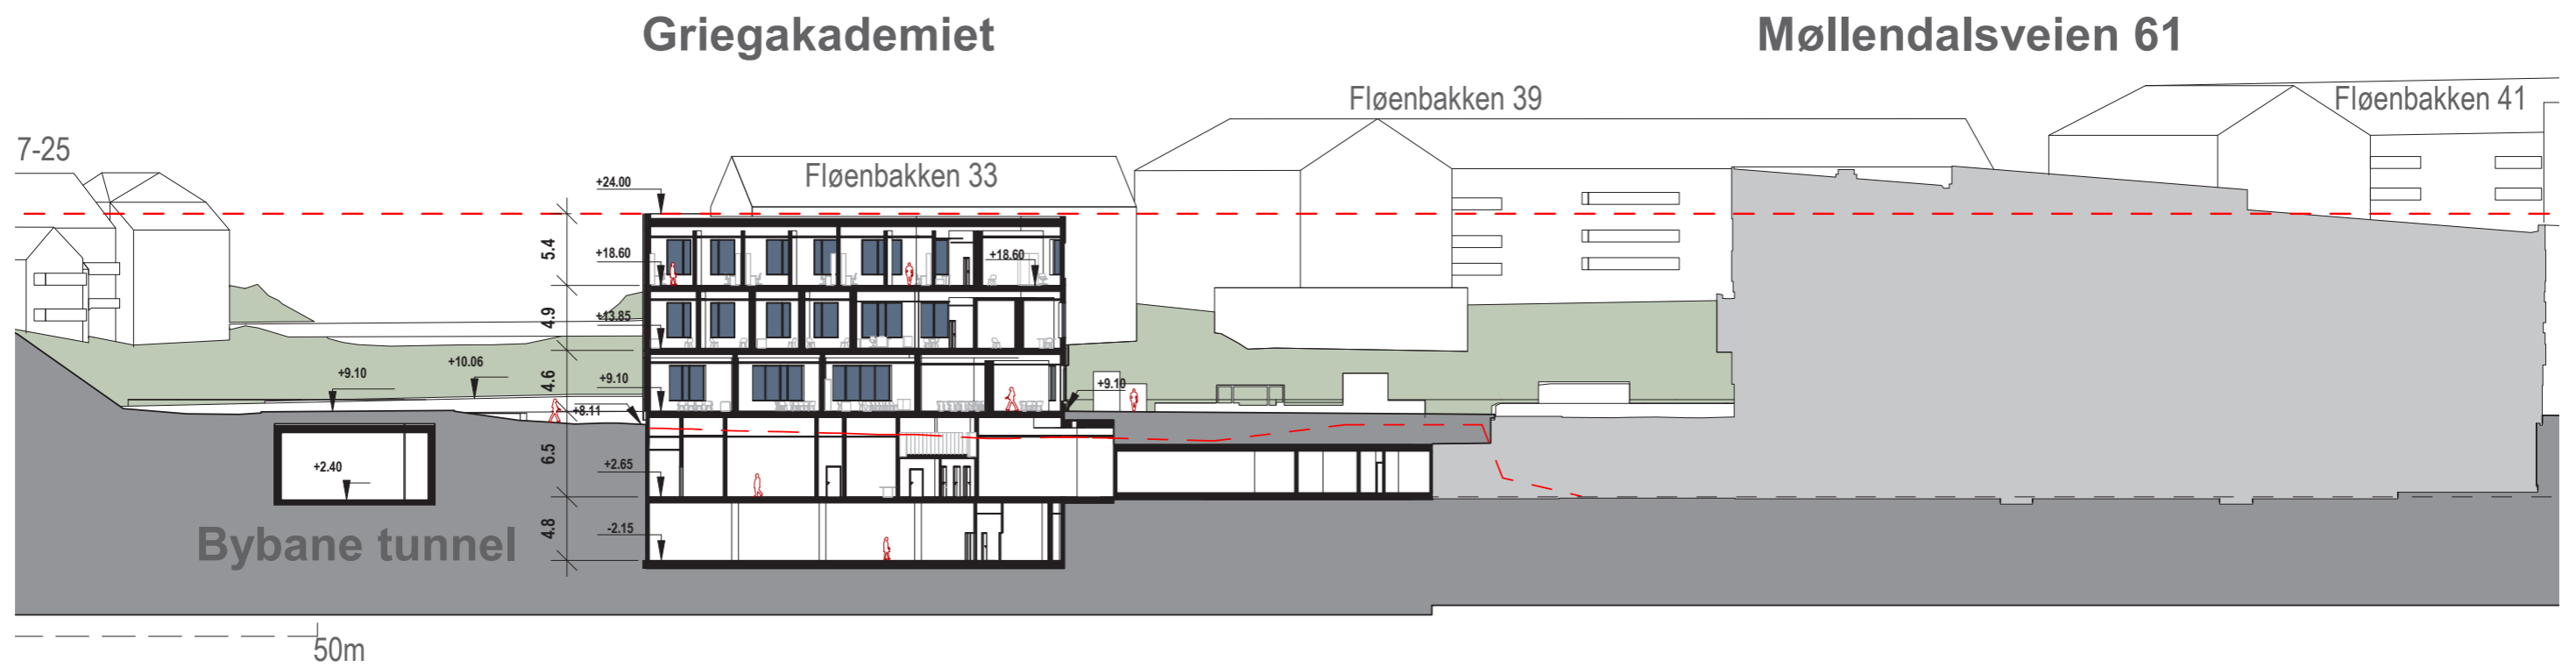 Griegakademiet
Møllendalsveien 61
Fløenbakken 39
Fløenbakken 41
7-25
Fløenbakken 33
+24.00
5.4
+18.60
+18.60
4.9
+13.85
+10.06
+9.10
4.6
+9.10
+9.10
+8.11
6.5
+2.40
+2.65
Bybane tunnel
4.8
-2.15
50m